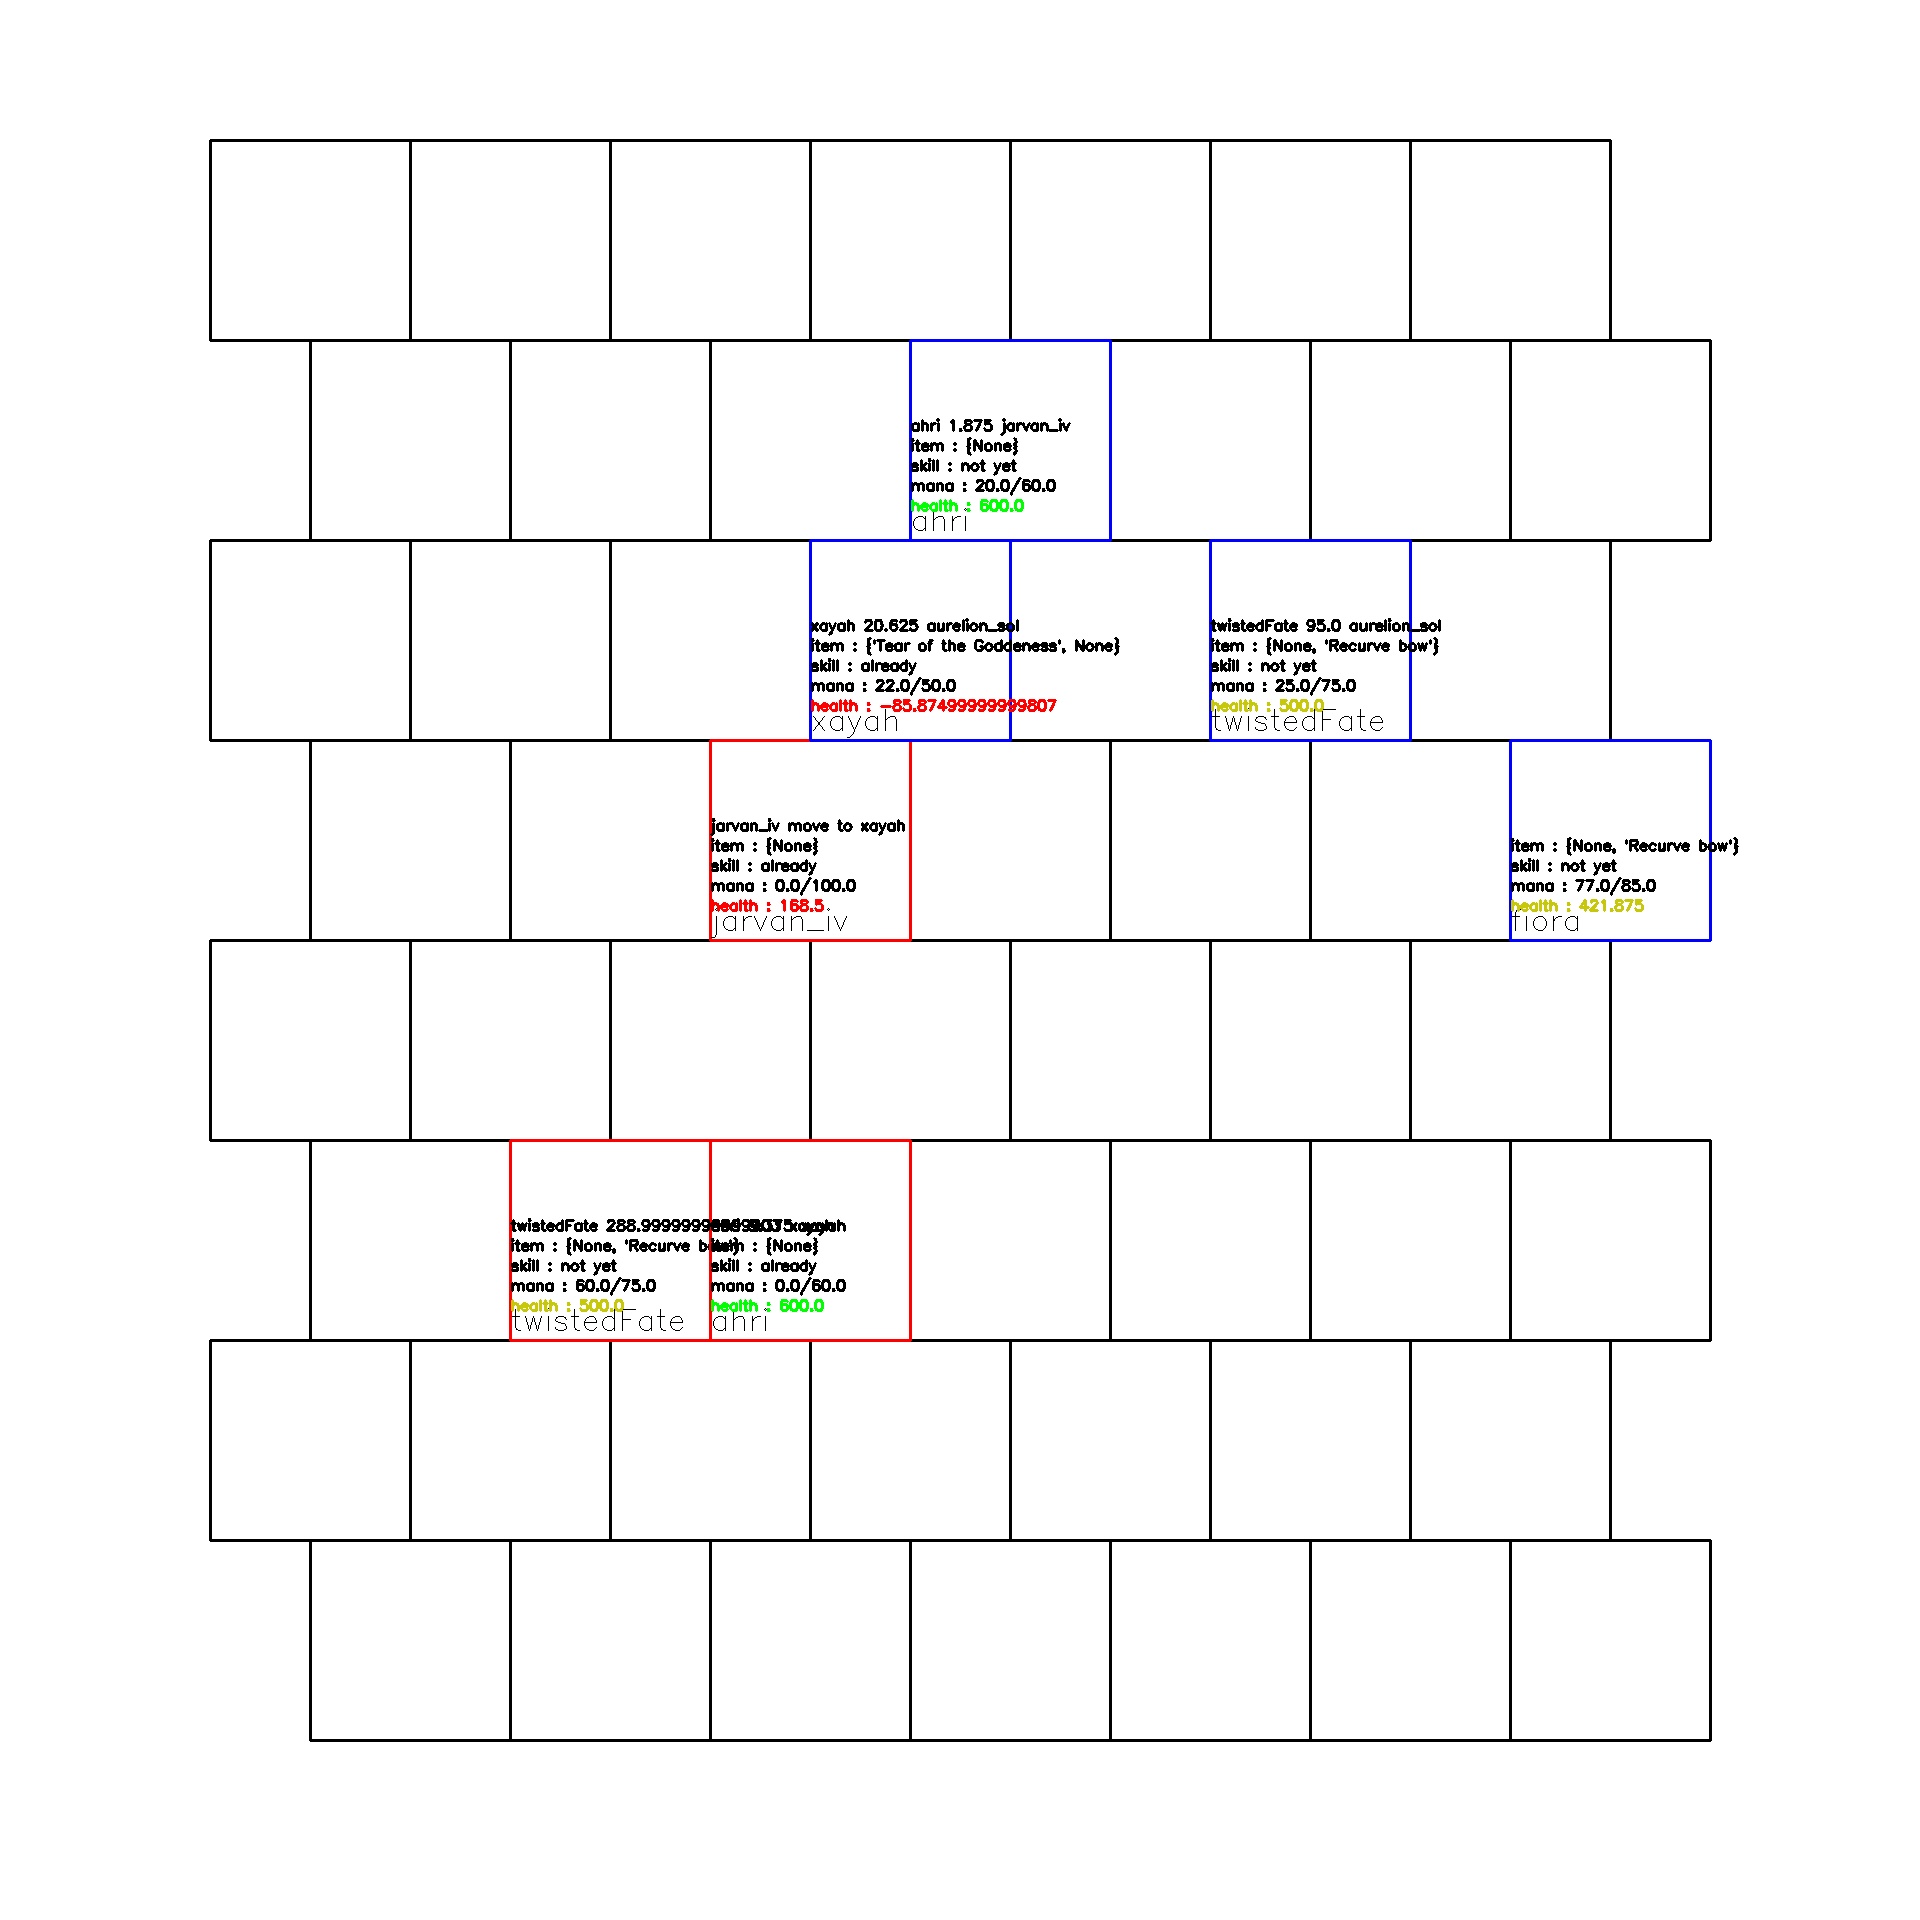 ahri 1.875 jarvan_iv
item : {None}
skill : not yet
mana : 20.0/60.0
health : 600.0
ahri
xayah 20.625 aurelion_sol
item : {'Tear of the Goddeness', None}
skill : already
mana : 22.0/50.0
health : -85.87499999999807
xayah
twistedFate 95.0 aurelion_sol
item : {None, 'Recurve bow'}
skill : not yet
mana : 25.0/75.0
health : 500.0
twistedFate
jarvan_iv move to xayah
item : {None}
skill : already
mana : 0.0/100.0
health : 168.5
jarvan_iv
item : {None, 'Recurve bow'}
skill : not yet
mana : 77.0/85.0
health : 421.875
fiora
twistedFate
item : {None, 'Recurve bow'}
skill : not yet
mana : 60.0/75.0
health : 500.0
twistedFate
xayah
item : {None}
skill : already
mana : 0.0/60.0
health : 600.0
ahri